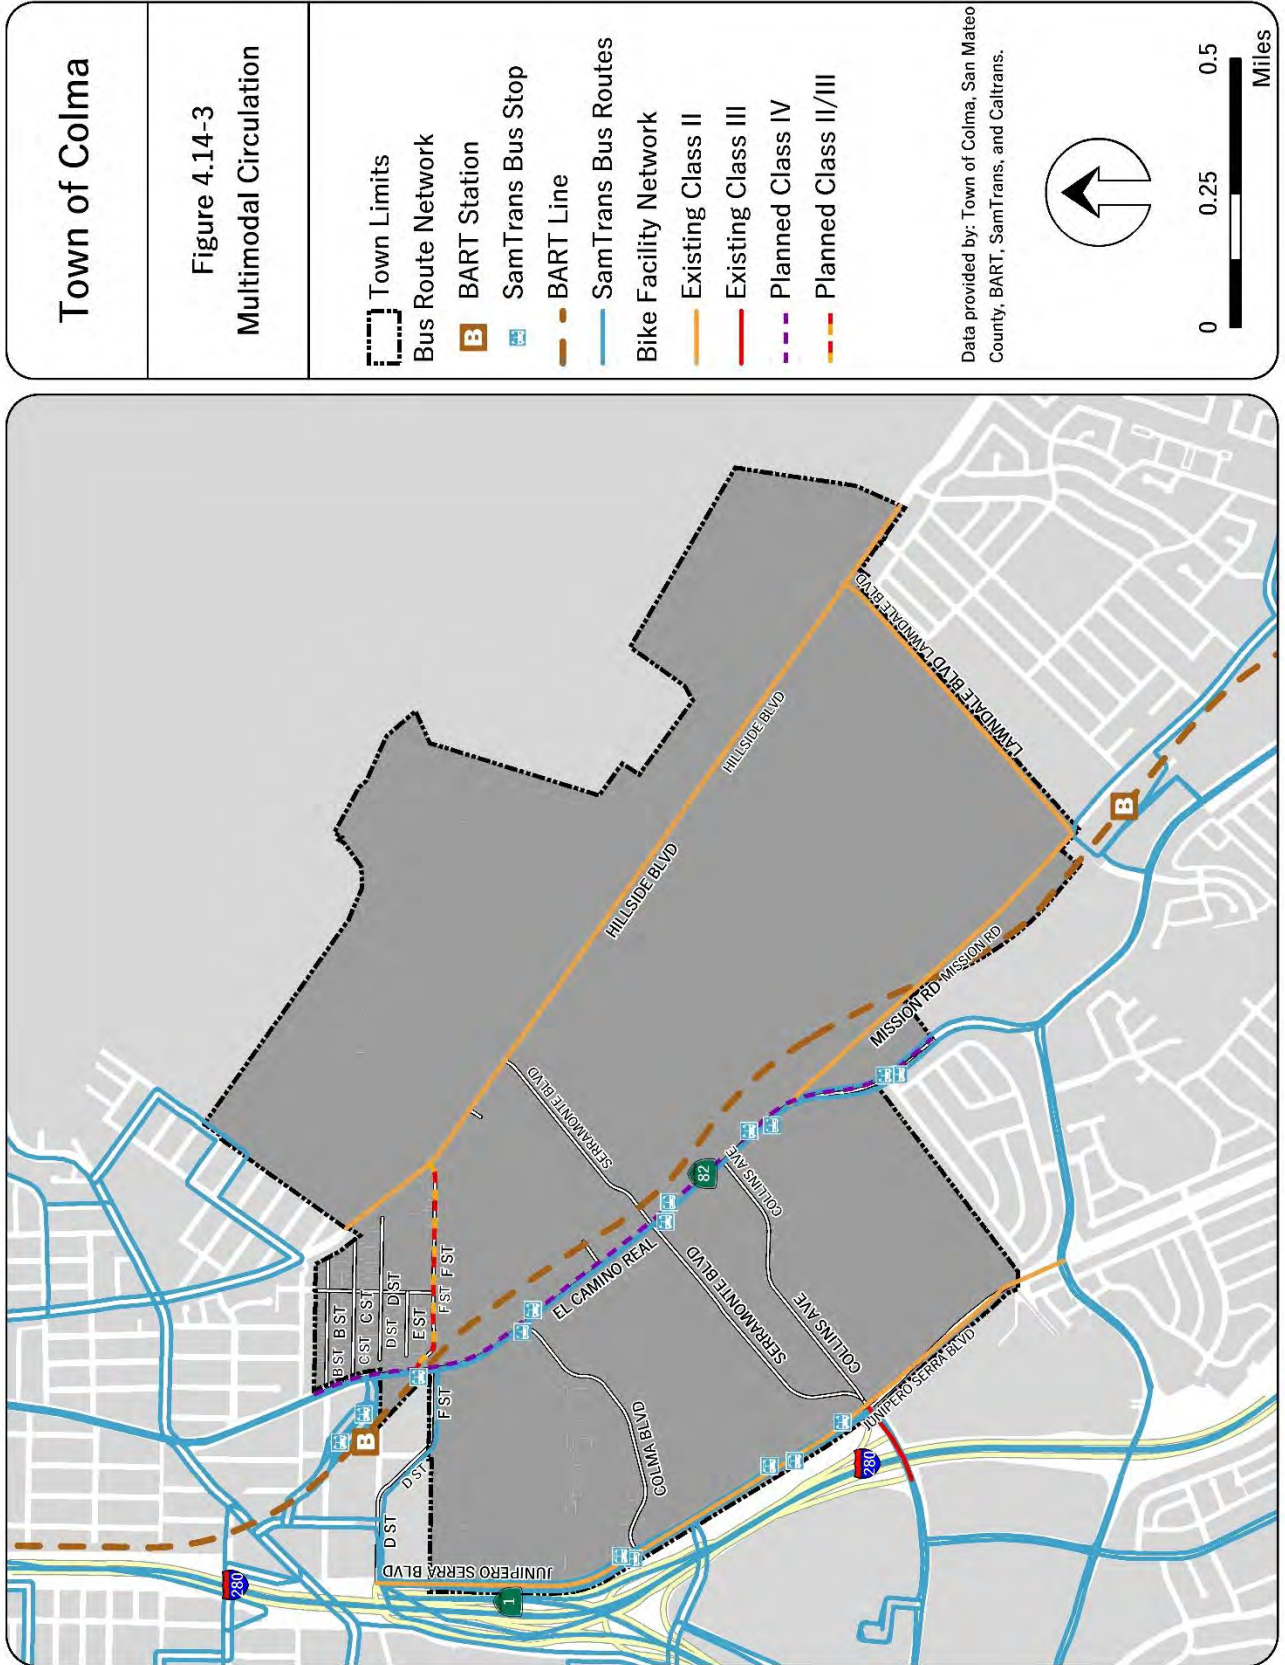 Town of Colma
Figure 4.14-3
Multimodal Circulation
Town Limits
Bus Route Network
B BART Station
SamTrans Bus Stop
BART Line
SamTrans Bus Routes
Bike Facility Network
Existing Class II
Existing Class III
Planned Class IV
Planned Class II/III
Data provided by: Town of Colma, San Mateo
County, BART, SamTrans, and Caltrans.
0 0.25 0.5
Miles
280
1
JUNIPERO SERRA BLVD
D ST
D ST
F ST
B
B ST B ST
C ST C ST
D ST D ST
E ST
F ST F ST
COLMA BLVD
EL CAMINO REAL
SERRAMONTE BLVD
SERRAMONTE BLVD
COLLINS AVE
COLLINS AVE
82
280
JUNIPERO SERRA BLVD
HILLSIDE BLVD
HILLSIDE BLVD
MISSION RD MISSION RD
LAWNDALE BLVD LAWNDALE BLVD
B